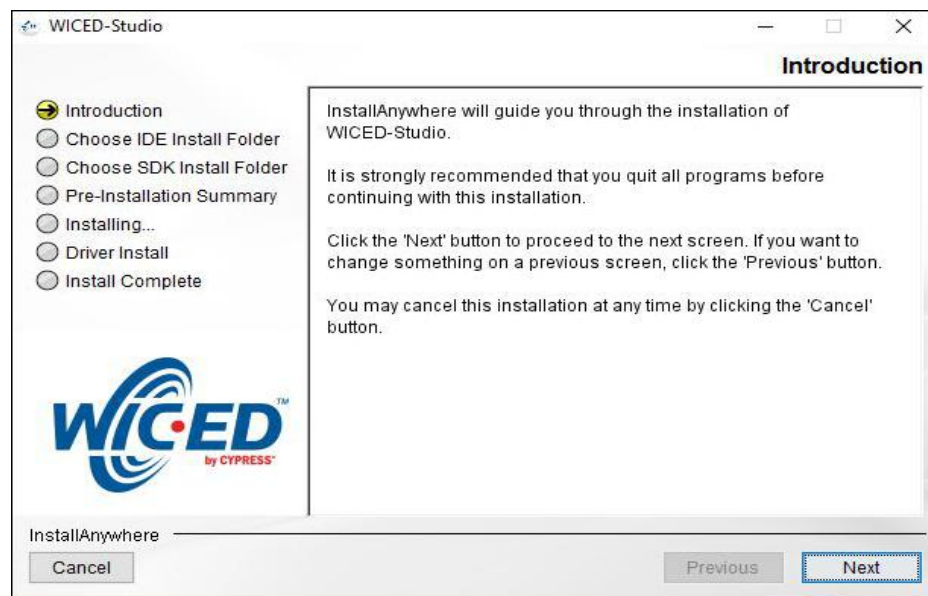 WICED-Studio
Introduction
Introduction
Choose IDE Install Folder
Choose SDK Install Folder
Pre-Installation Summary
Installing...
Driver Install
Install Complete
InstallAnywhere will guide you through the installation of
WICED-Studio.
It is strongly recommended that you quit all programs before
continuing with this installation.
Click the 'Next' button to proceed to the next screen. If you want to
change something on a previous screen, click the 'Previous' button.
You may cancel this installation at any time by clicking the 'Cancel'
button.
WICED™
by CYPRESS®
InstallAnywhere
Cancel
Previous
Next